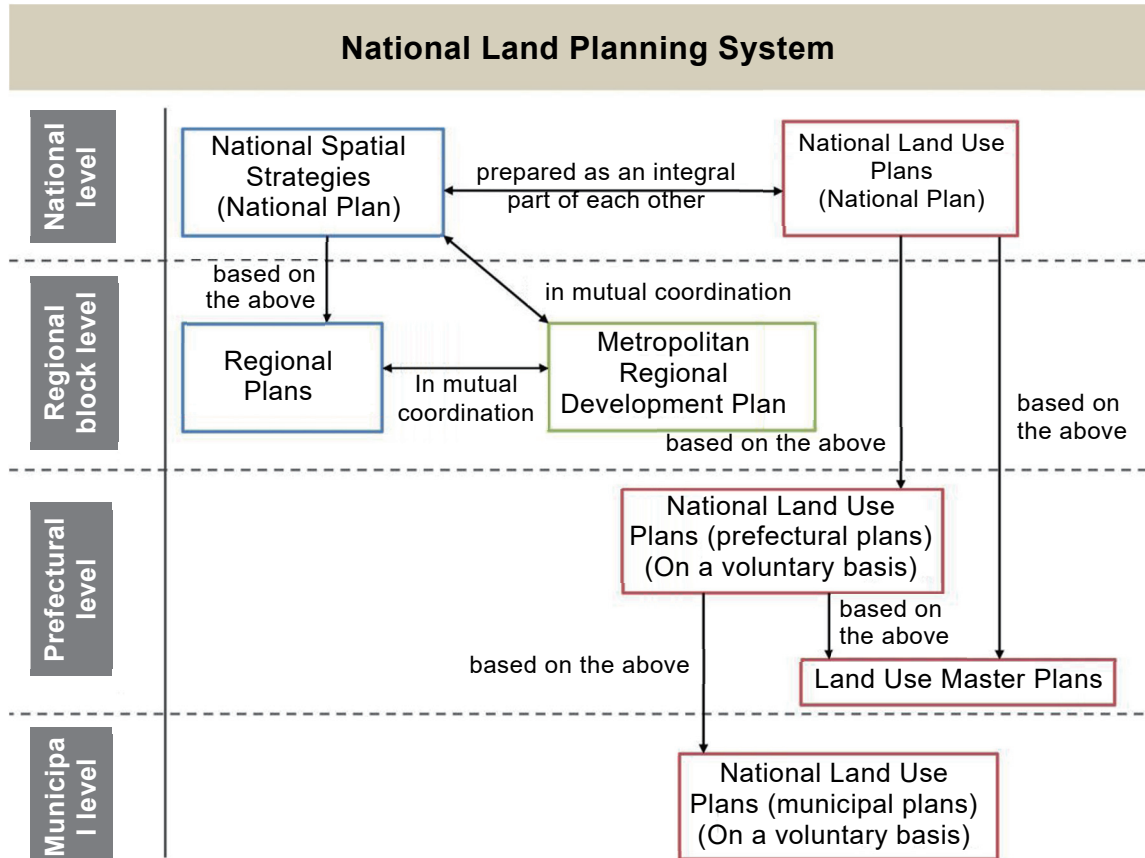 National Land Planning System
National
level
National Spatial
Strategies
(National Plan)
prepared as an integral
part of each other
National Land Use
Plans
(National Plan)
Regional
block level
based on
the above
in mutual coordination
Regional
Plans
In mutual
coordination
Metropolitan
Regional
Development Plan
based on the above
based on
the above
Prefectural
level
National Land Use
Plans (prefectural plans)
(On a voluntary basis)
based on
the above
based on the above
Land Use Master Plans
Municipa
l level
National Land Use
Plans (municipal plans)
(On a voluntary basis)